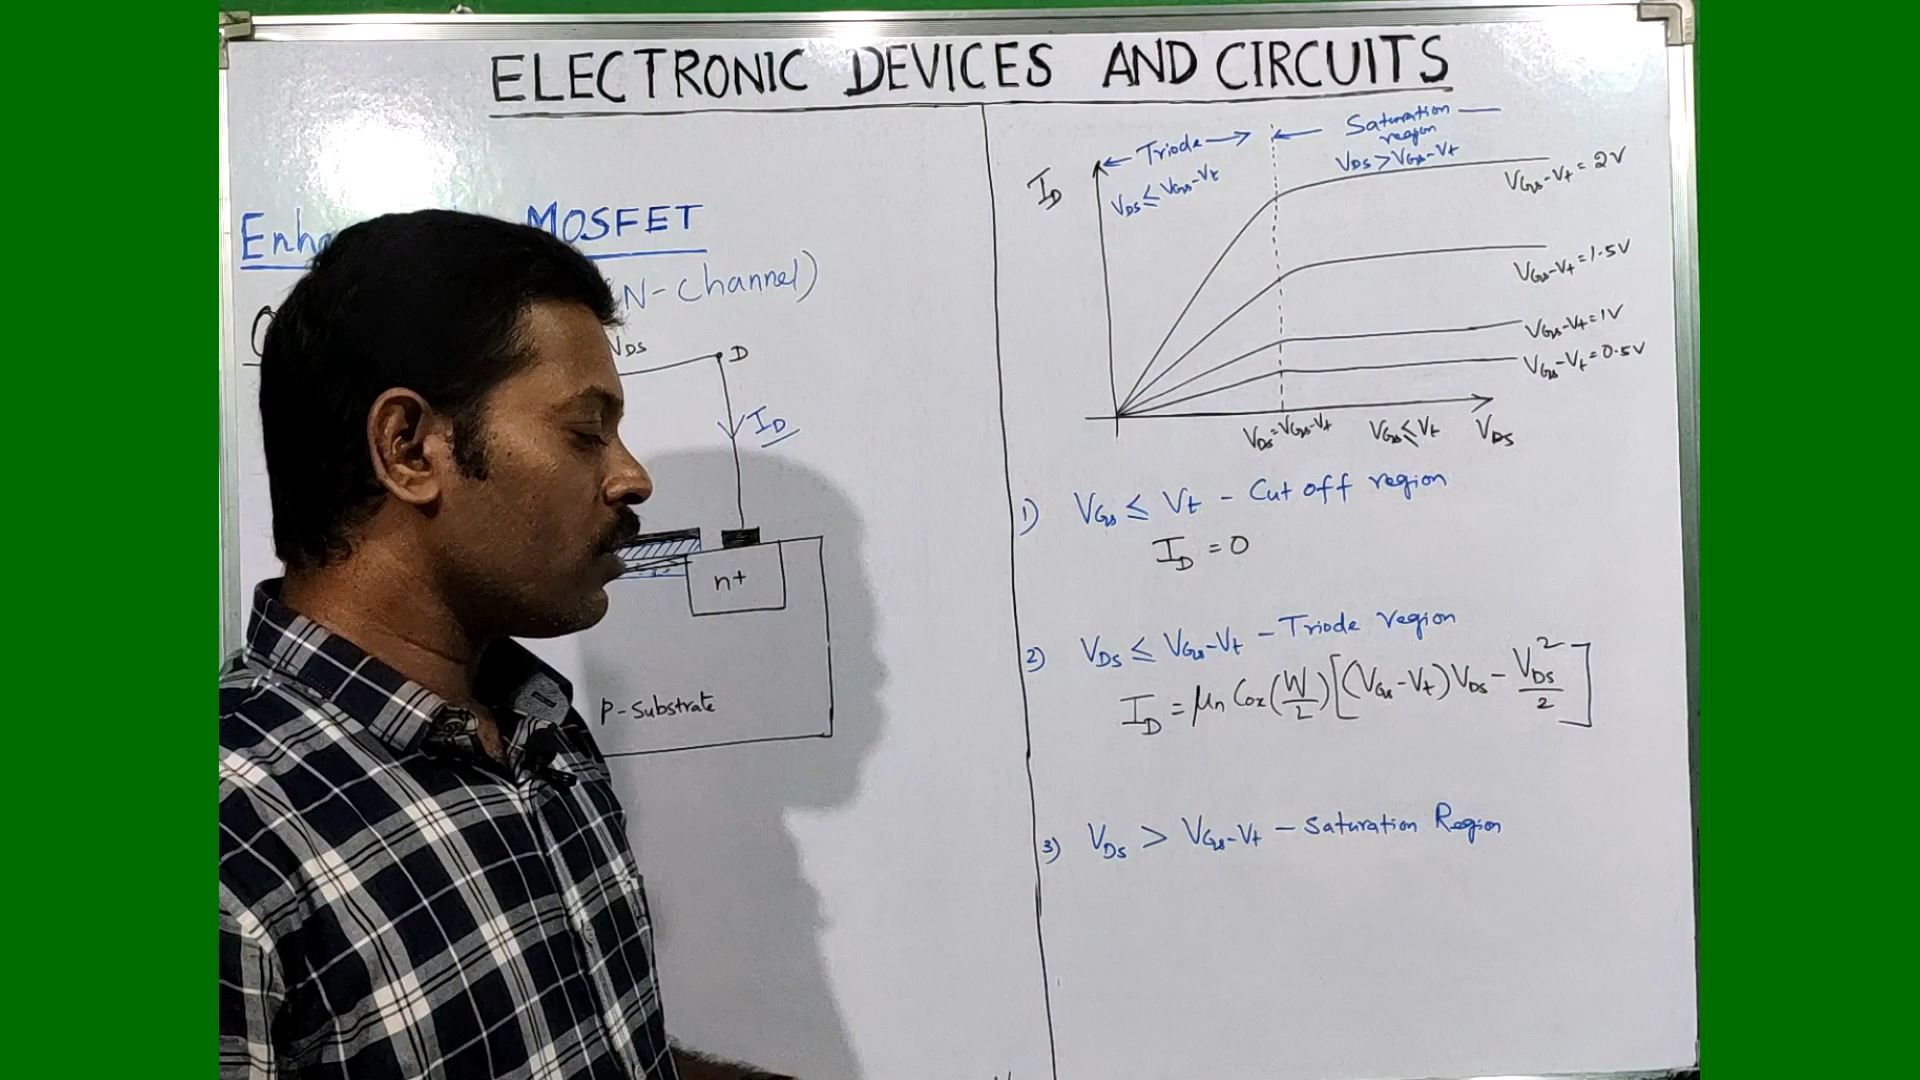 ELECTRONIC DEVICES AND CIRCUITS
MOSFET
(N-channel)
VDS
D
ID
n+
P-Substrate
← Triode → ← Saturation region
VDS ≤ VGS-Vt
VDS > VGS-Vt
ID
VGS-Vt = 2V
VGS-Vt = 1.5V
VGS-Vt = 1V
VGS-Vt = 0.5V
VDS = VGS-Vt
VGS ≤ Vt
VDS
1) VGS ≤ Vt - Cut off region
ID = 0
2) VDS ≤ VGS-Vt - Triode region
ID = μn Cox (W/L) [(VGS-Vt) VDS - VDS²/2]
3) VDS > VGS-Vt - Saturation Region